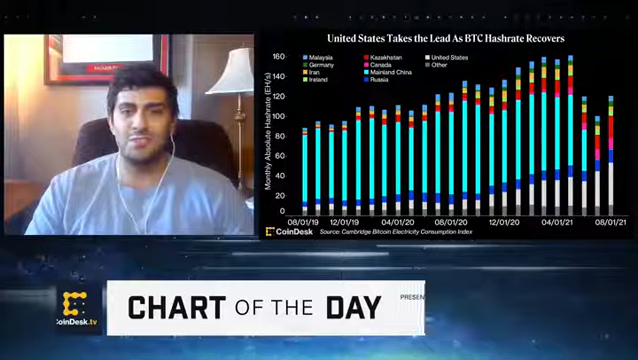 United States Takes the Lead As BTC Hashrate Recovers
Malaysia
Kazakhstan
United States
Germany
Canada
Other
Iran
Mainland China
Ireland
Russia
Monthly Absolute Hashrate (EH/s)
160
140
120
100
80
60
40
20
0
08/01/19 12/01/19 04/01/20 08/01/20 12/01/20 04/01/21 08/01/21
CoinDesk Source: Cambridge Bitcoin Electricity Consumption Index
CHART OF THE DAY
PRESEN
CoinDesk.tv